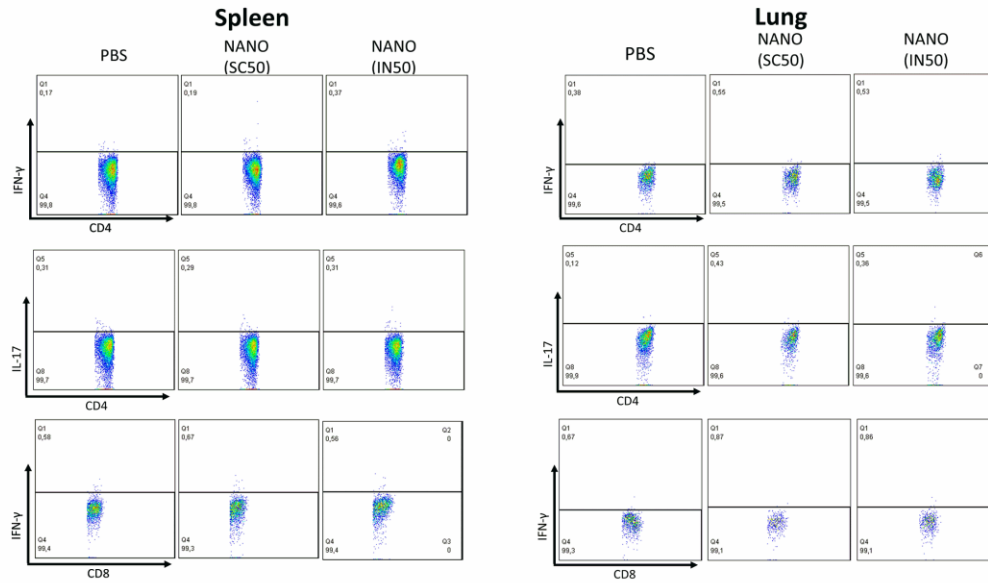 Spleen
Lung
PBS
NANO
(SC50)
NANO
(IN50)
PBS
NANO
(SC50)
NANO
(IN50)
Q1
0,17
Q4
99,8
Q1
0,19
Q4
99,8
Q1
0,37
Q4
99,6
IFN-γ
CD4
Q1
0,38
Q4
99,6
Q1
0,55
Q4
99,5
Q1
0,53
Q4
99,5
IFN-γ
CD4
Q5
0,31
Q8
99,7
Q5
0,29
Q8
99,7
Q5
0,31
Q8
99,7
IL-17
CD4
Q5
0,12
Q8
99,9
Q5
0,43
Q8
99,6
Q5
0,36
Q6
Q8
99,6
Q7
0
IL-17
CD4
Q1
0,58
Q4
99,4
Q1
0,67
Q4
99,3
Q1
0,56
Q2
0
Q4
99,4
Q3
0
IFN-γ
CD8
Q1
0,67
Q4
99,3
Q1
0,87
Q4
99,1
Q1
0,86
Q4
99,1
IFN-γ
CD8